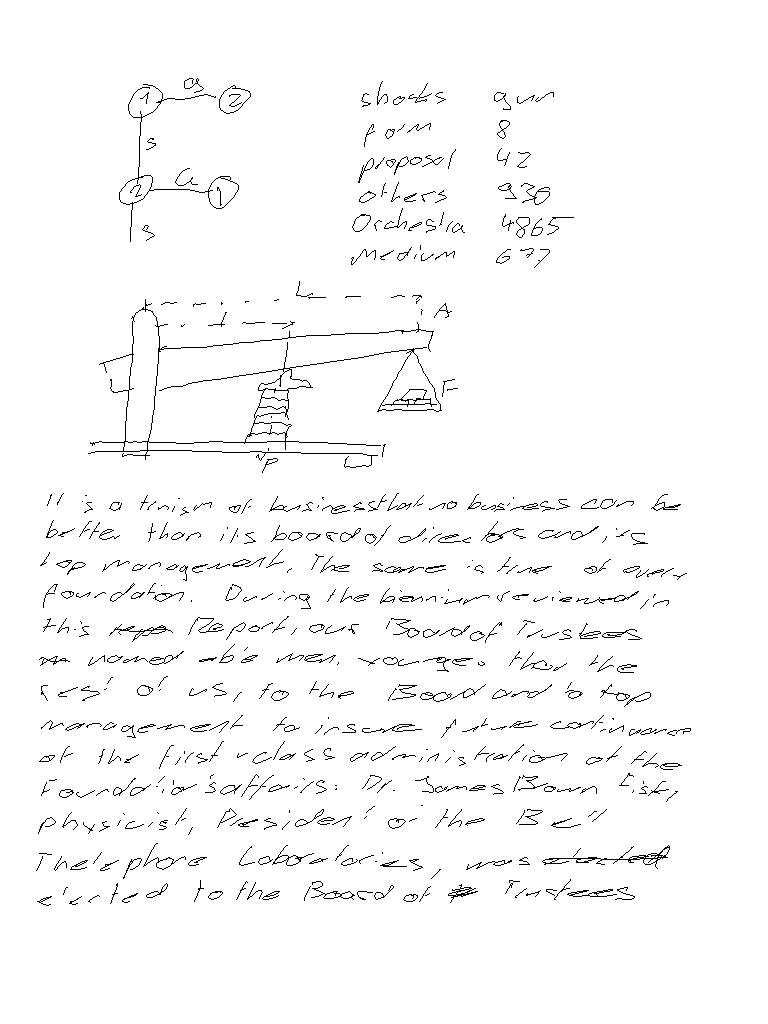 1 a 2
s
2 a 1
s
shocks gun
form 8
proposal 42
others 930
Orchestra 4865
Medium 677
L
l
A
F
P
It is a truism of business that no business can be
better than its board of directors and its
top management. The same is true of every
foundation. During the biennium reviewed in
this Report, our Board of Trustees
named three men, younger than the
rest of us, to the Board and to top
management to insure future continuance
of the first-class administration of the
Foundation's affairs: Dr. James Brown Fisk,
physicist, President of the Bell
Thelephone Laboratories, was elected
elected to the Board of Trustees